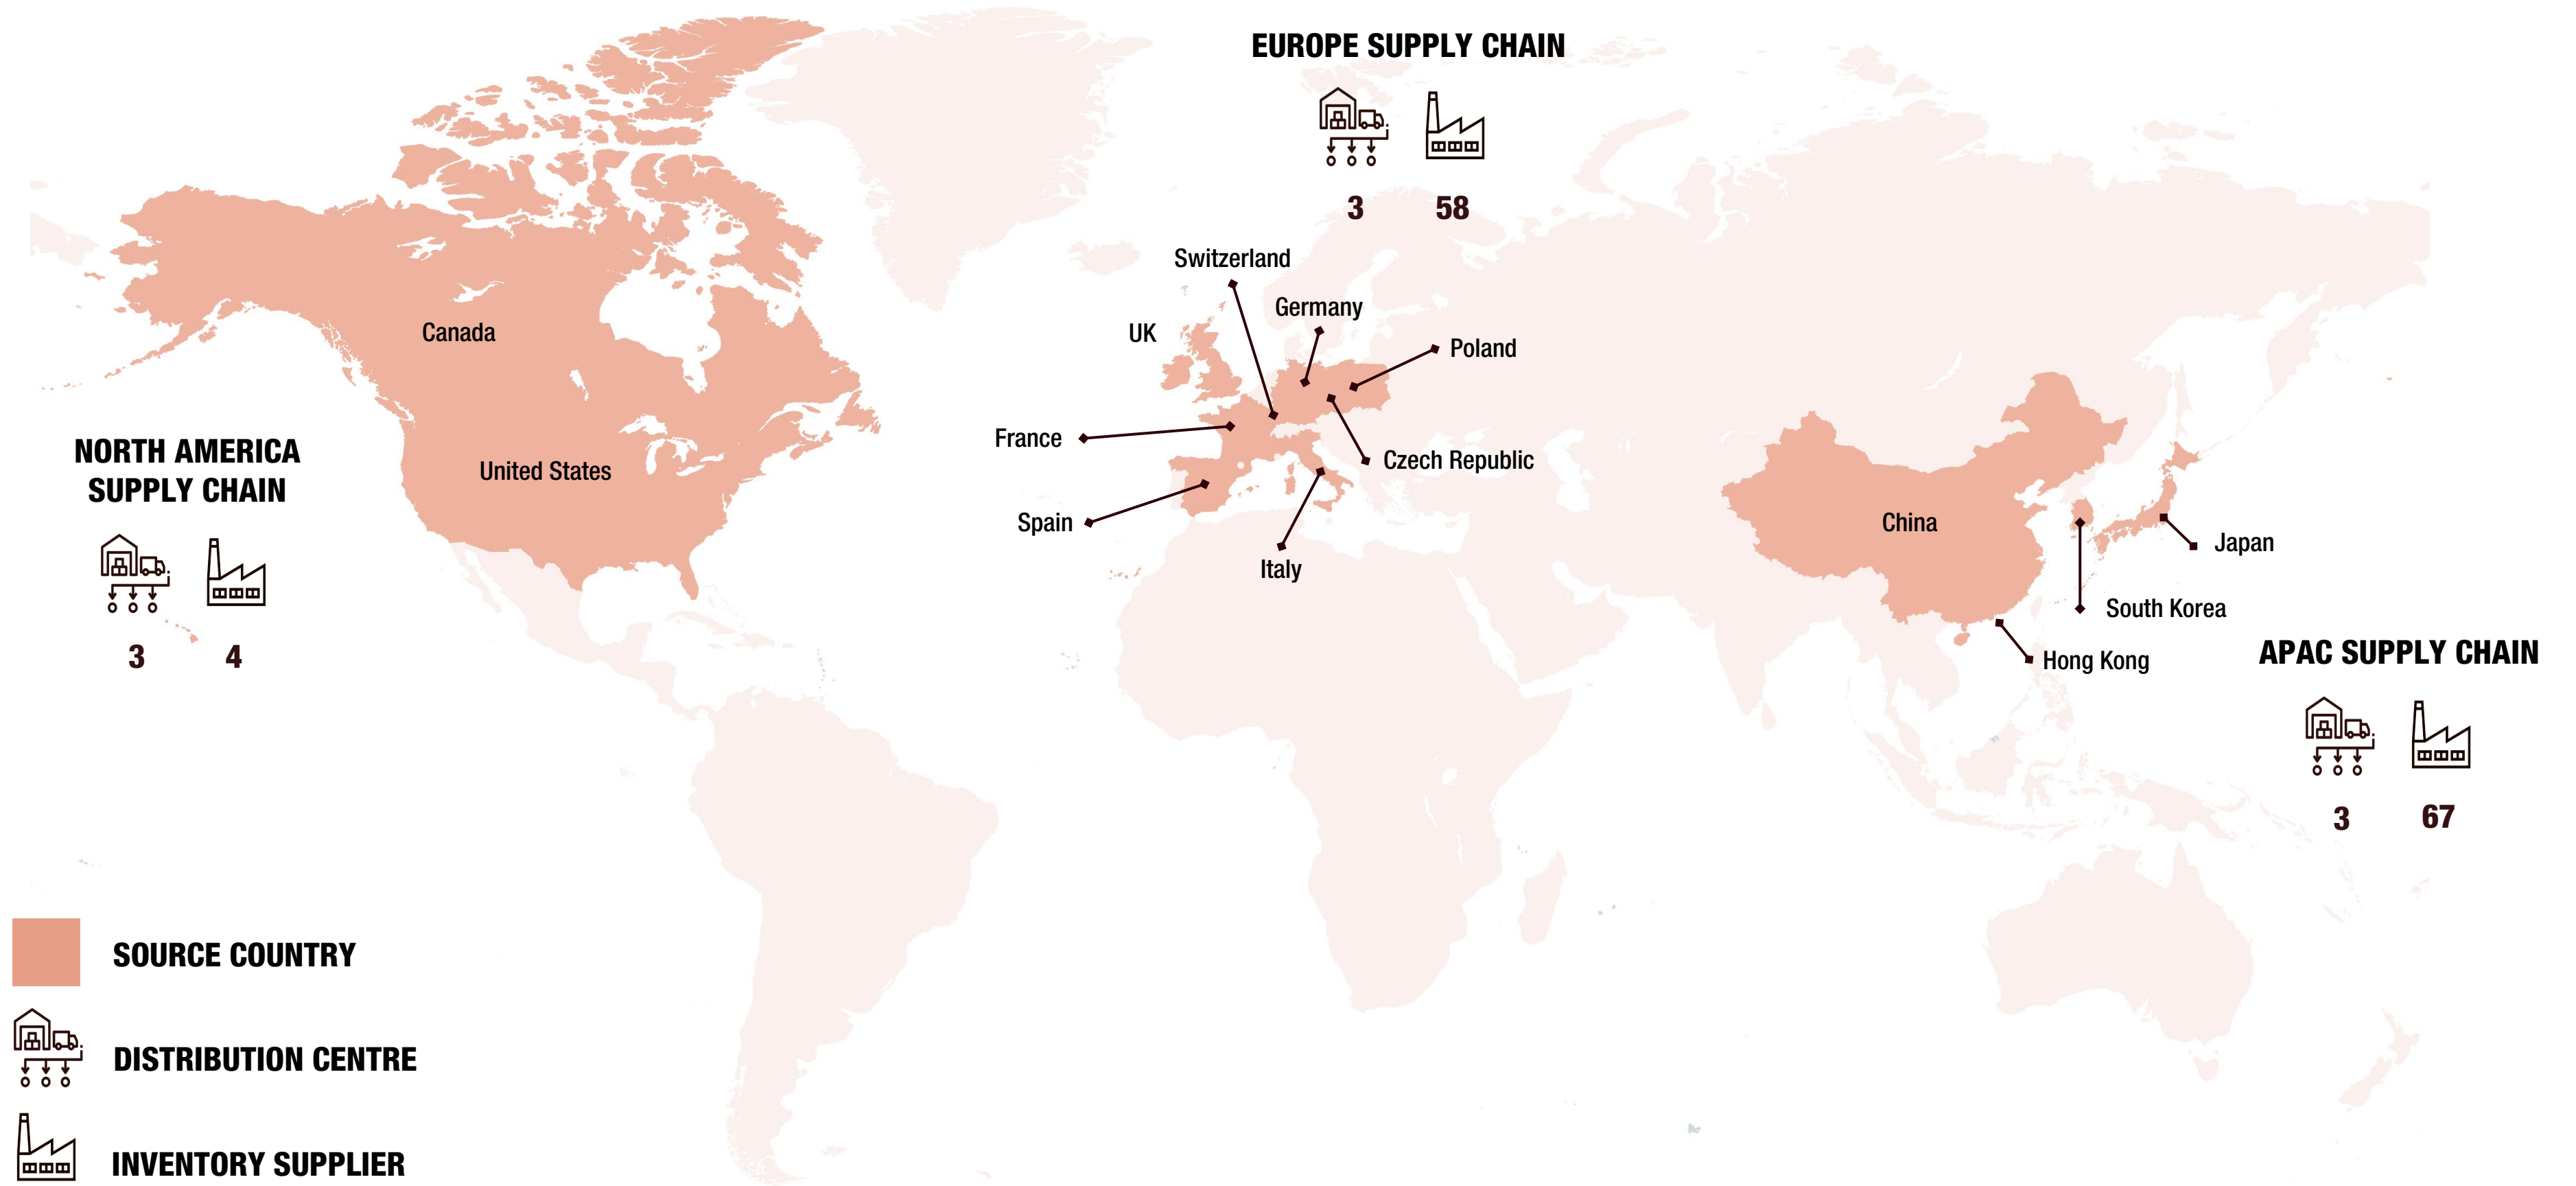 EUROPE SUPPLY CHAIN
3 58
Switzerland
Germany
UK
Poland
Canada
France
Czech Republic
NORTH AMERICA
SUPPLY CHAIN
United States
Spain
Italy
3 4
China
Japan
South Korea
Hong Kong
APAC SUPPLY CHAIN
3 67
SOURCE COUNTRY
DISTRIBUTION CENTRE
INVENTORY SUPPLIER